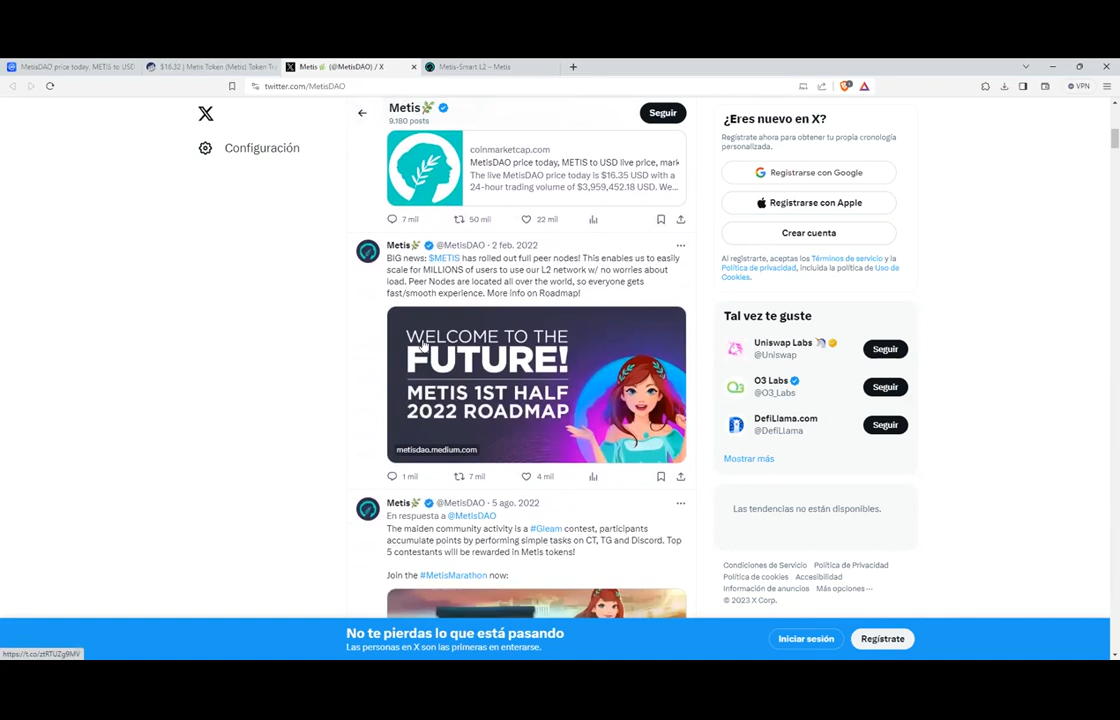 MetisDAO price today, METIS to USD
$16.32 | Metis Token (Metis) Token Tr
Metis (@MetisDAO) / X
Metis-Smart L2 – Metis
twitter.com/MetisDAO
VPN
Configuración
Metis
9.180 posts
Seguir
coinmarketcap.com
MetisDAO price today, METIS to USD live price, mark
The live MetisDAO price today is $16.35 USD with a
24-hour trading volume of $3,959,452.18 USD. We...
7 mil 50 mil 22 mil
Metis @MetisDAO · 2 feb. 2022
BIG news: $METIS has rolled out full peer nodes! This enables us to easily
scale for MILLIONS of users to use our L2 network w/ no worries about
load. Peer Nodes are located all over the world, so everyone gets
fast/smooth experience. More info on Roadmap!
WELCOME TO THE
FUTURE!
METIS 1ST HALF
2022 ROADMAP
metisdao.medium.com
1 mil 7 mil 4 mil
Metis @MetisDAO · 5 ago. 2022
En respuesta a @MetisDAO
The maiden community activity is a #Gleam contest, participants
accumulate points by performing simple tasks on CT, TG and Discord. Top
5 contestants will be rewarded in Metis tokens!
Join the #MetisMarathon now:
¿Eres nuevo en X?
Regístrate ahora para obtener tu propia cronología
personalizada.
Registrarse con Google
Registrarse con Apple
Crear cuenta
Al registrarte, aceptas los Términos de servicio y la
Política de privacidad, incluida la política de Uso de
Cookies.
Tal vez te guste
Uniswap Labs
@Uniswap
Seguir
O3 Labs
@O3_Labs
Seguir
DefiLlama.com
@DefiLlama
Seguir
Mostrar más
Las tendencias no están disponibles.
Condiciones de Servicio Política de Privacidad
Política de cookies Accesibilidad
Información de anuncios Más opciones ···
© 2023 X Corp.
No te pierdas lo que está pasando
Las personas en X son las primeras en enterarse.
Iniciar sesión
Regístrate
https://t.co/ztRTUZg9MV